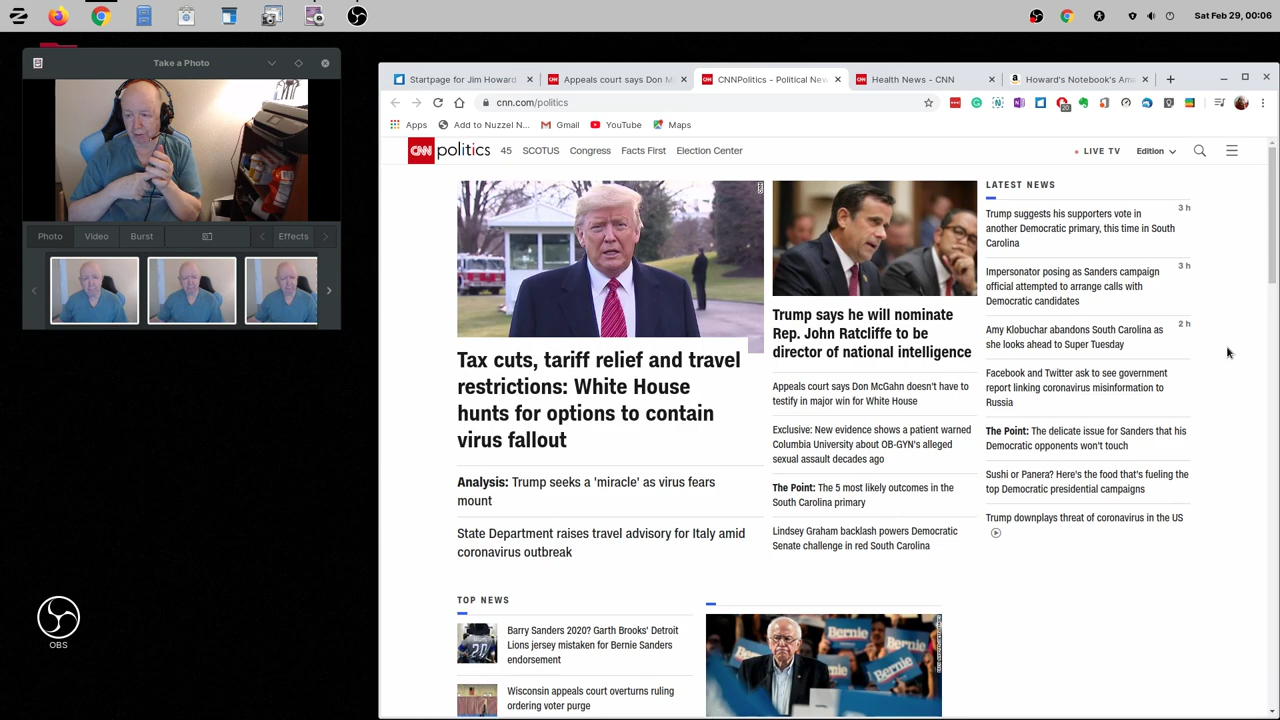 Sat Feb 29, 00:06
Take a Photo
Photo
Video
Burst
Effects
OBS
Startpage for Jim Howard
Appeals court says Don M
CNNPolitics - Political New
Health News - CNN
Howard's Notebook's Am
cnn.com/politics
20
Apps
Add to Nuzzel N...
Gmail
YouTube
Maps
CNN politics
45
SCOTUS
Congress
Facts First
Election Center
LIVE TV
Edition
Tax cuts, tariff relief and travel
restrictions: White House
hunts for options to contain
virus fallout
Analysis: Trump seeks a 'miracle' as virus fears
mount
State Department raises travel advisory for Italy amid
coronavirus outbreak
Trump says he will nominate
Rep. John Ratcliffe to be
director of national intelligence
Appeals court says Don McGahn doesn't have to
testify in major win for White House
Exclusive: New evidence shows a patient warned
Columbia University about OB-GYN's alleged
sexual assault decades ago
The Point: The 5 most likely outcomes in the
South Carolina primary
Lindsey Graham backlash powers Democratic
Senate challenge in red South Carolina
LATEST NEWS
Trump suggests his supporters vote in
another Democratic primary, this time in South
Carolina
3 h
Impersonator posing as Sanders campaign
official attempted to arrange calls with
Democratic candidates
3 h
Amy Klobuchar abandons South Carolina as
she looks ahead to Super Tuesday
2 h
Facebook and Twitter ask to see government
report linking coronavirus misinformation to
Russia
The Point: The delicate issue for Sanders that his
Democratic opponents won't touch
Sushi or Panera? Here's the food that's fueling the
top Democratic presidential campaigns
Trump downplays threat of coronavirus in the US
TOP NEWS
Barry Sanders 2020? Garth Brooks' Detroit
Lions jersey mistaken for Bernie Sanders
endorsement
20
Wisconsin appeals court overturns ruling
ordering voter purge
Bernie
Bernie
Bernie